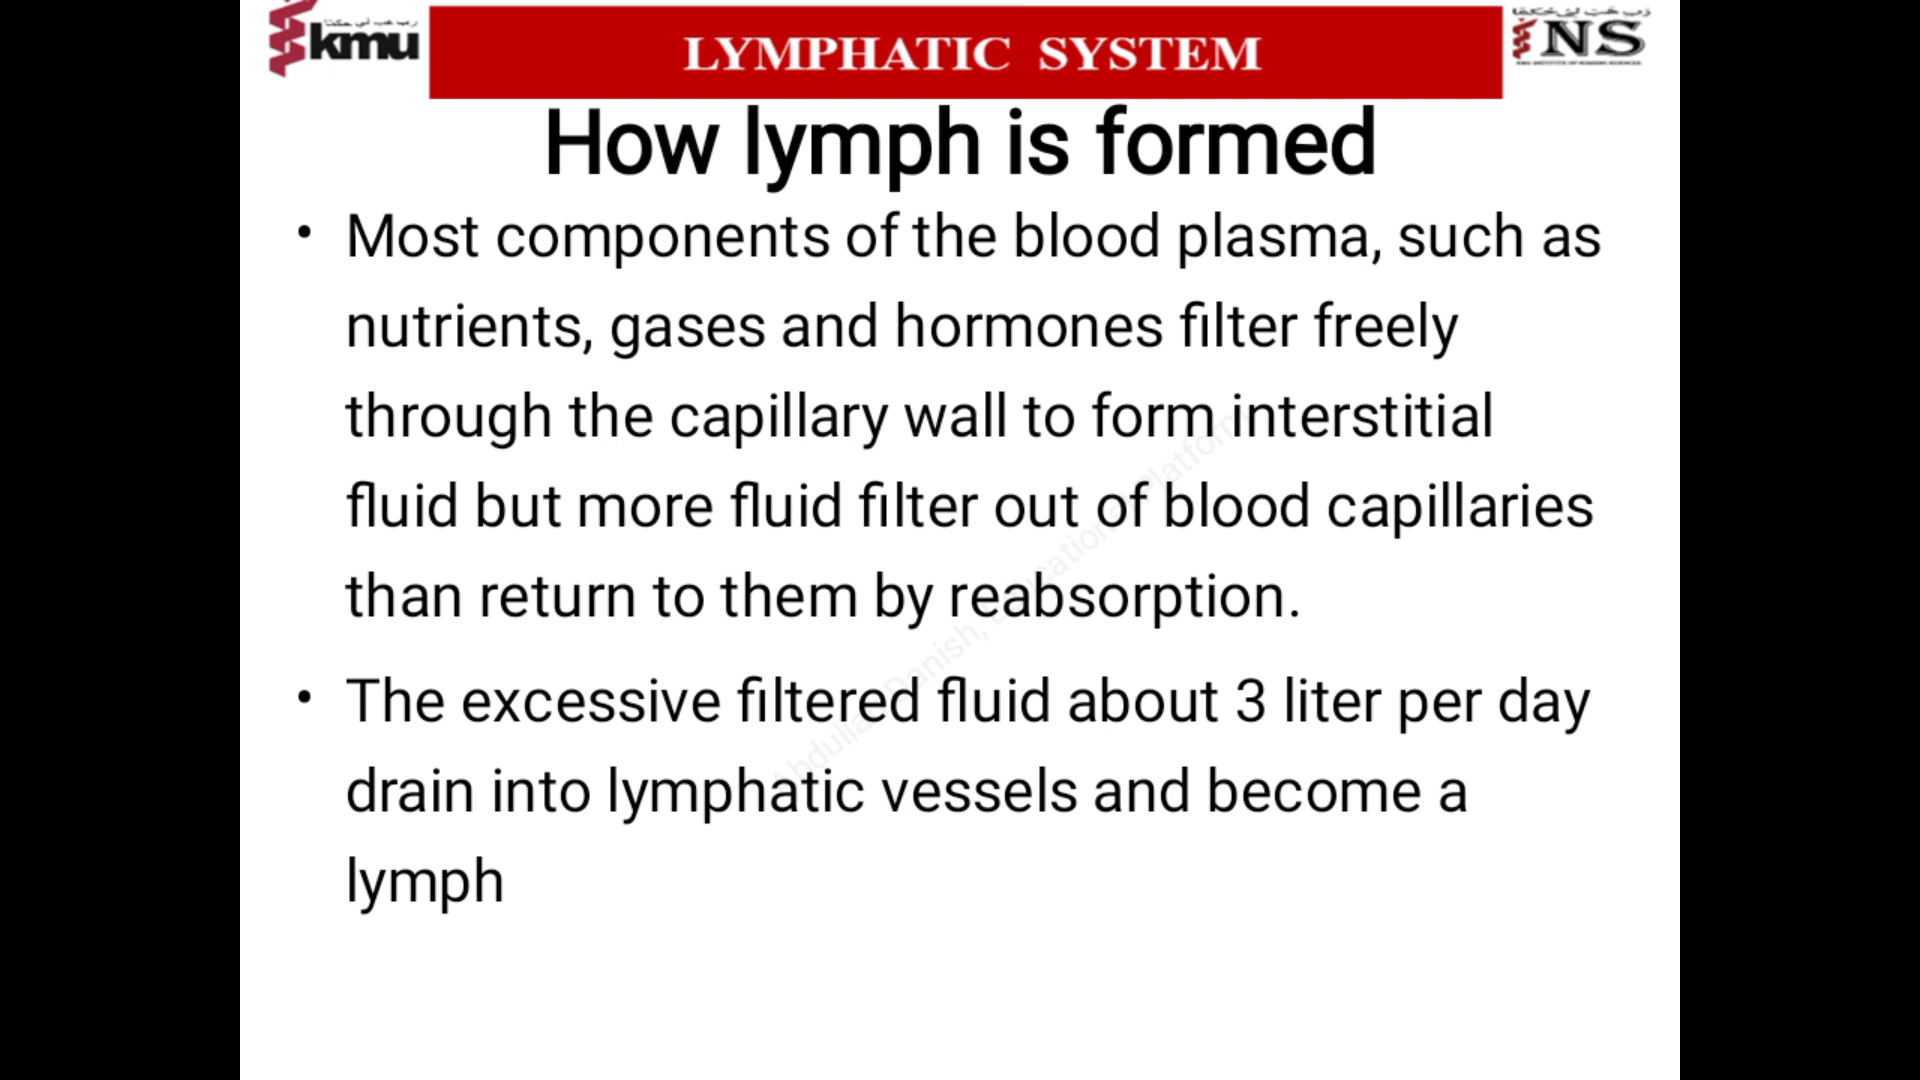 kmu
LYMPHATIC SYSTEM
iNS
How lymph is formed
• Most components of the blood plasma, such as
nutrients, gases and hormones filter freely
through the capillary wall to form interstitial
fluid but more fluid filter out of blood capillaries
than return to them by reabsorption.
• The excessive filtered fluid about 3 liter per day
drain into lymphatic vessels and become a
lymph